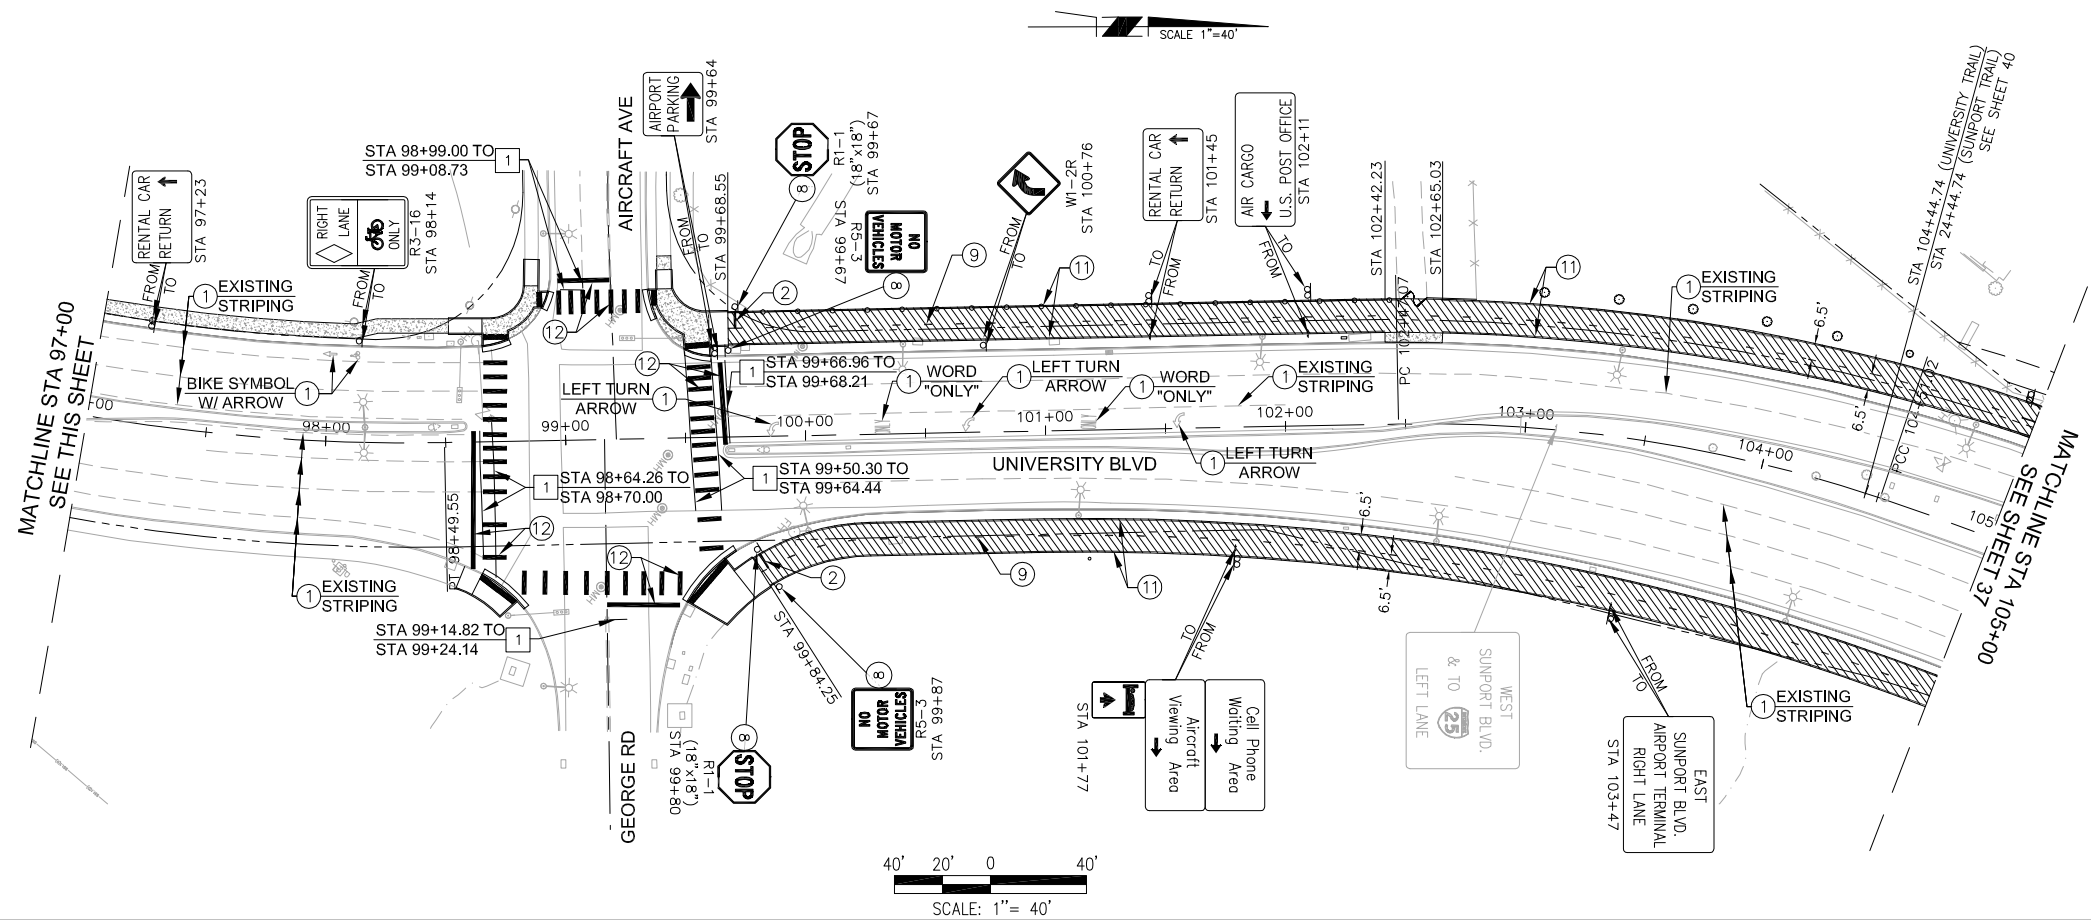 SCALE 1"=40'
MATCHLINE STA 97+00
SEE THIS SHEET
RENTAL CAR
RETURN
STA 97+23
FROM
TO
1
EXISTING
STRIPING
RIGHT
LANE
ONLY
R3-16
STA 98+14
FROM
TO
STA 98+99.00 TO
STA 99+08.73
1
AIRCRAFT AVE
AIRPORT
PARKING
STA 99+64
FROM
TO
STA 99+68.55
STOP
8
R1-1
(18"x18")
STA 99+67
NO
MOTOR
VEHICLES
R5-3
STA 99+67
8
2
9
11
W1-2R
STA 100+76
FROM
TO
RENTAL CAR
RETURN
STA 101+45
TO
FROM
AIR CARGO
U.S. POST OFFICE
STA 102+11
TO
FROM
STA 102+42.23
STA 102+65.03
PC 102+47.07
11
1
EXISTING
STRIPING
6.5'
6.5'
STA 104+44.74 (UNIVERSITY TRAIL)
STA 24+44.74 (SUNPORT TRAIL)
SEE SHEET 40
MATCHLINE STA 105+00
SEE SHEET 37
BIKE SYMBOL
W/ ARROW
1
12
12
LEFT TURN
ARROW
1
1
STA 99+66.96 TO
STA 99+68.21
1
WORD
"ONLY"
1
LEFT TURN
ARROW
1
WORD
"ONLY"
1
EXISTING
STRIPING
+00
98+00
99+00
100+00
101+00
102+00
103+00
104+00
105
UNIVERSITY BLVD
1
LEFT TURN
ARROW
1
STA 98+64.26 TO
STA 98+70.00
1
STA 99+50.30 TO
STA 99+64.44
PT 98+49.55
12
12
1
EXISTING
STRIPING
STA 99+14.82 TO
STA 99+24.14
1
GEORGE RD
2
9
11
6.5'
6.5'
STA 99+84.25
8
NO
MOTOR
VEHICLES
R5-3
STA 99+87
8
STOP
R1-1
(18"x18")
STA 99+80
TO
FROM
Cell Phone
Waiting Area
Aircraft
Viewing Area
STA 101+77
WEST
SUNPORT BLVD.
& TO 25
LEFT LANE
FROM
TO
EAST
SUNPORT BLVD.
AIRPORT TERMINAL
RIGHT LANE
STA 103+47
1
EXISTING
STRIPING
40' 20' 0 40'
SCALE: 1"= 40'